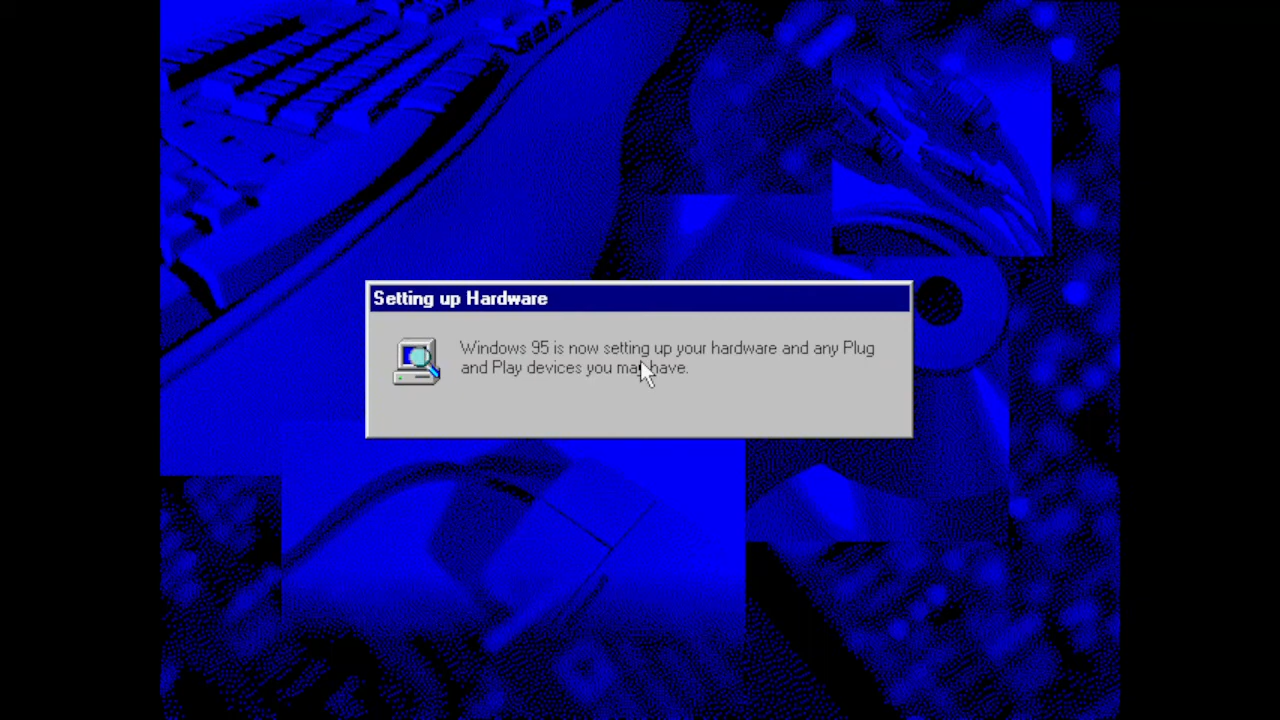 Setting up Hardware
Windows 95 is now setting up your hardware and any Plug
and Play devices you may have.